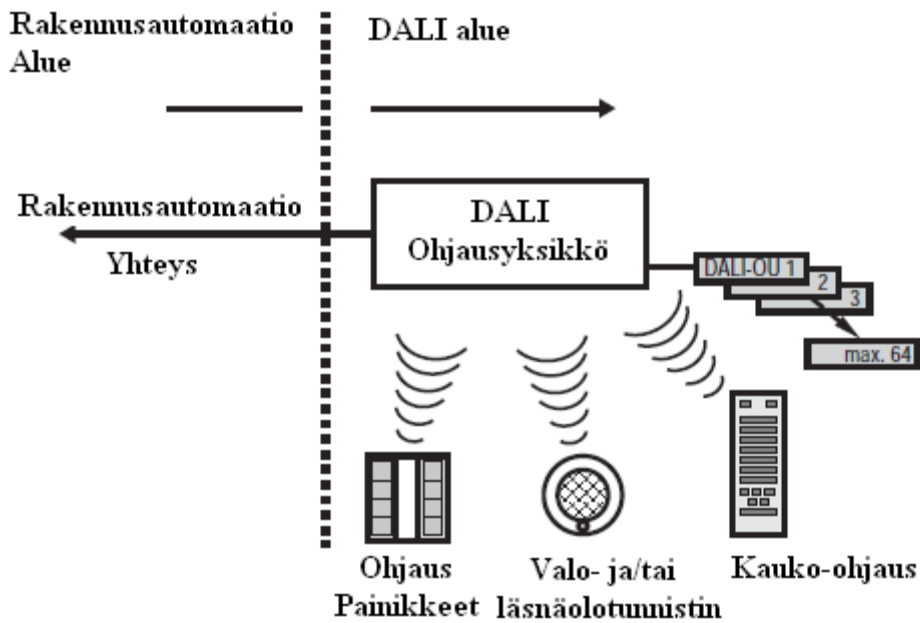 Rakennusautomaatio
Alue
DALI alue
Rakennusautomaatio
Yhteys
DALI
Ohjausyksikkö
DALI-OU 1
2
3
max. 64
Ohjaus
Painikkeet
Valo- ja/tai
läsnäolotunnistin
Kauko-ohjaus